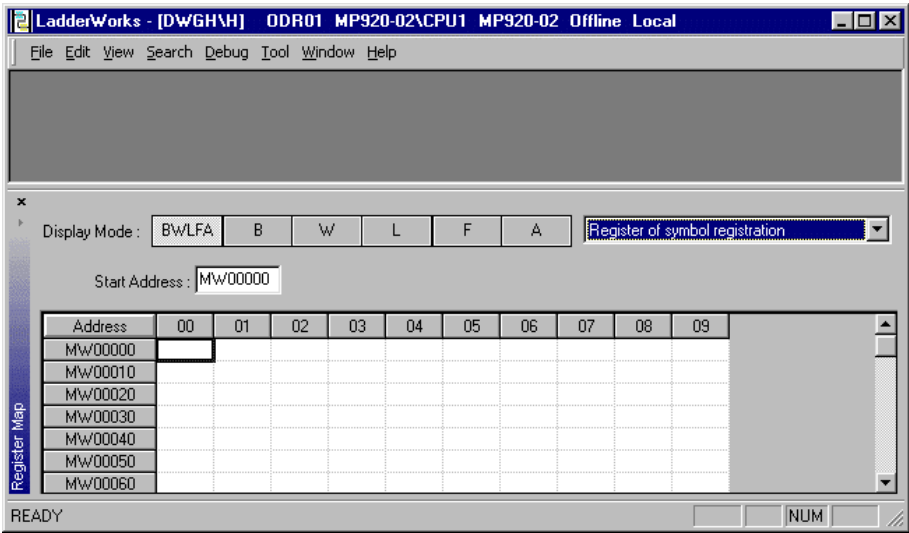 LadderWorks - [DWGH\H]   ODR01  MP920-02\CPU1  MP920-02  Offline  Local
File Edit View Search Debug Tool Window Help
Display Mode : BWLFA B W L F A Register of symbol registration
Start Address : MW00000
Address 00 01 02 03 04 05 06 07 08 09
MW00000
MW00010
MW00020
MW00030
MW00040
MW00050
MW00060
Register Map
READY NUM